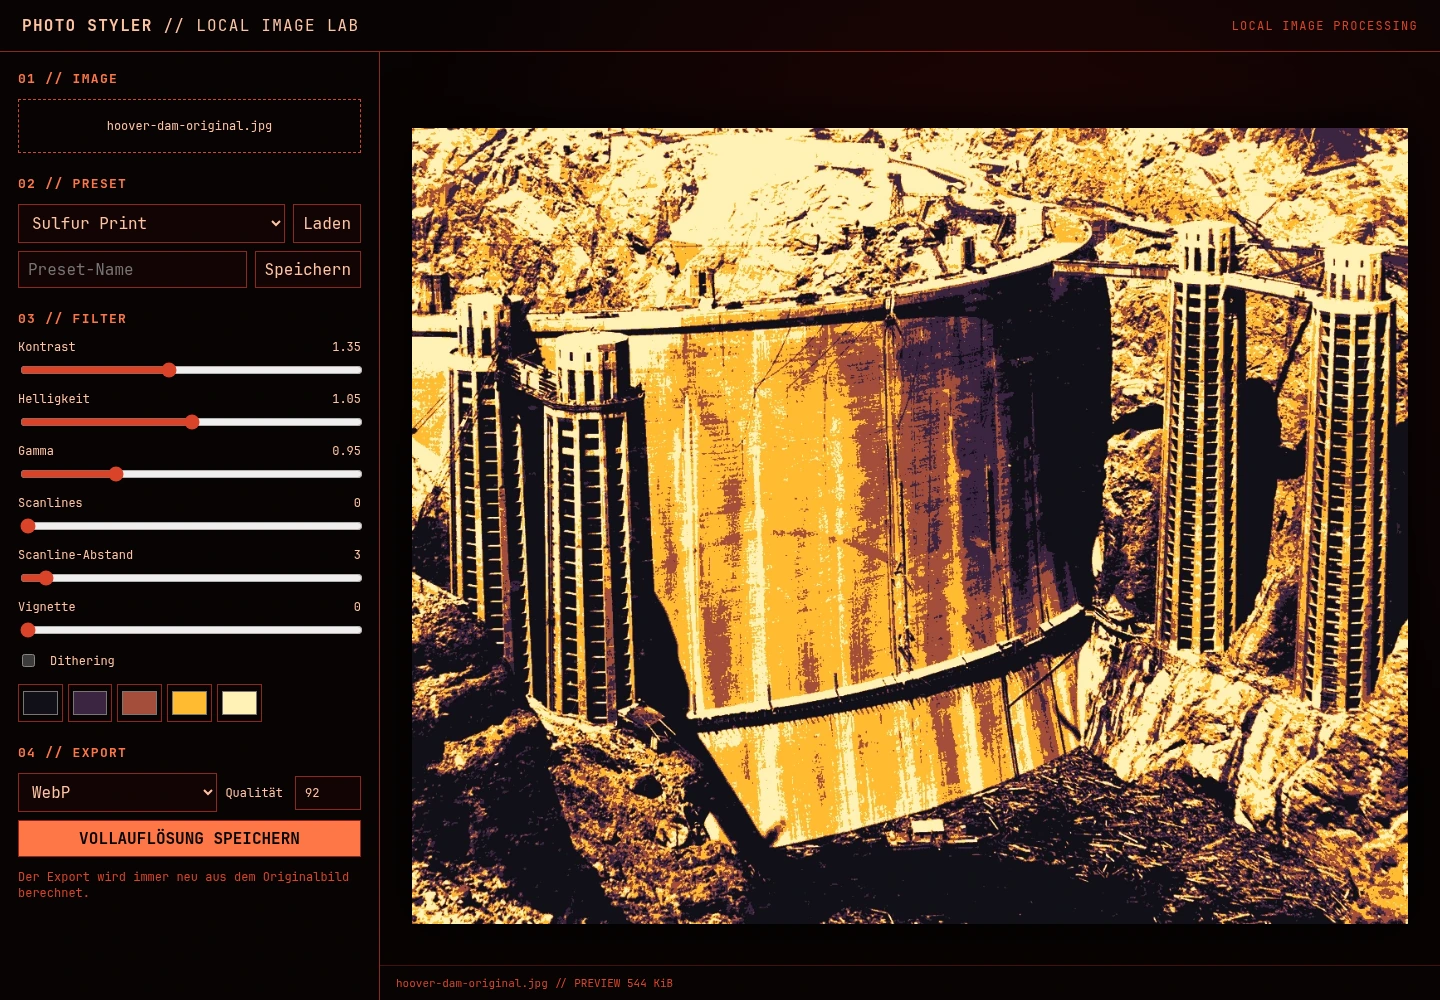 PHOTO STYLER // LOCAL IMAGE LAB
LOCAL IMAGE PROCESSING
01 // IMAGE
hoover-dam-original.jpg
02 // PRESET
Sulfur Print
Laden
Preset-Name
Speichern
03 // FILTER
Kontrast 1.35
Helligkeit 1.05
Gamma 0.95
Scanlines 0
Scanline-Abstand 3
Vignette 0
Dithering
04 // EXPORT
WebP
Qualität 92
VOLLAUFLÖSUNG SPEICHERN
Der Export wird immer neu aus dem Originalbild
berechnet.
hoover-dam-original.jpg // PREVIEW 544 KiB